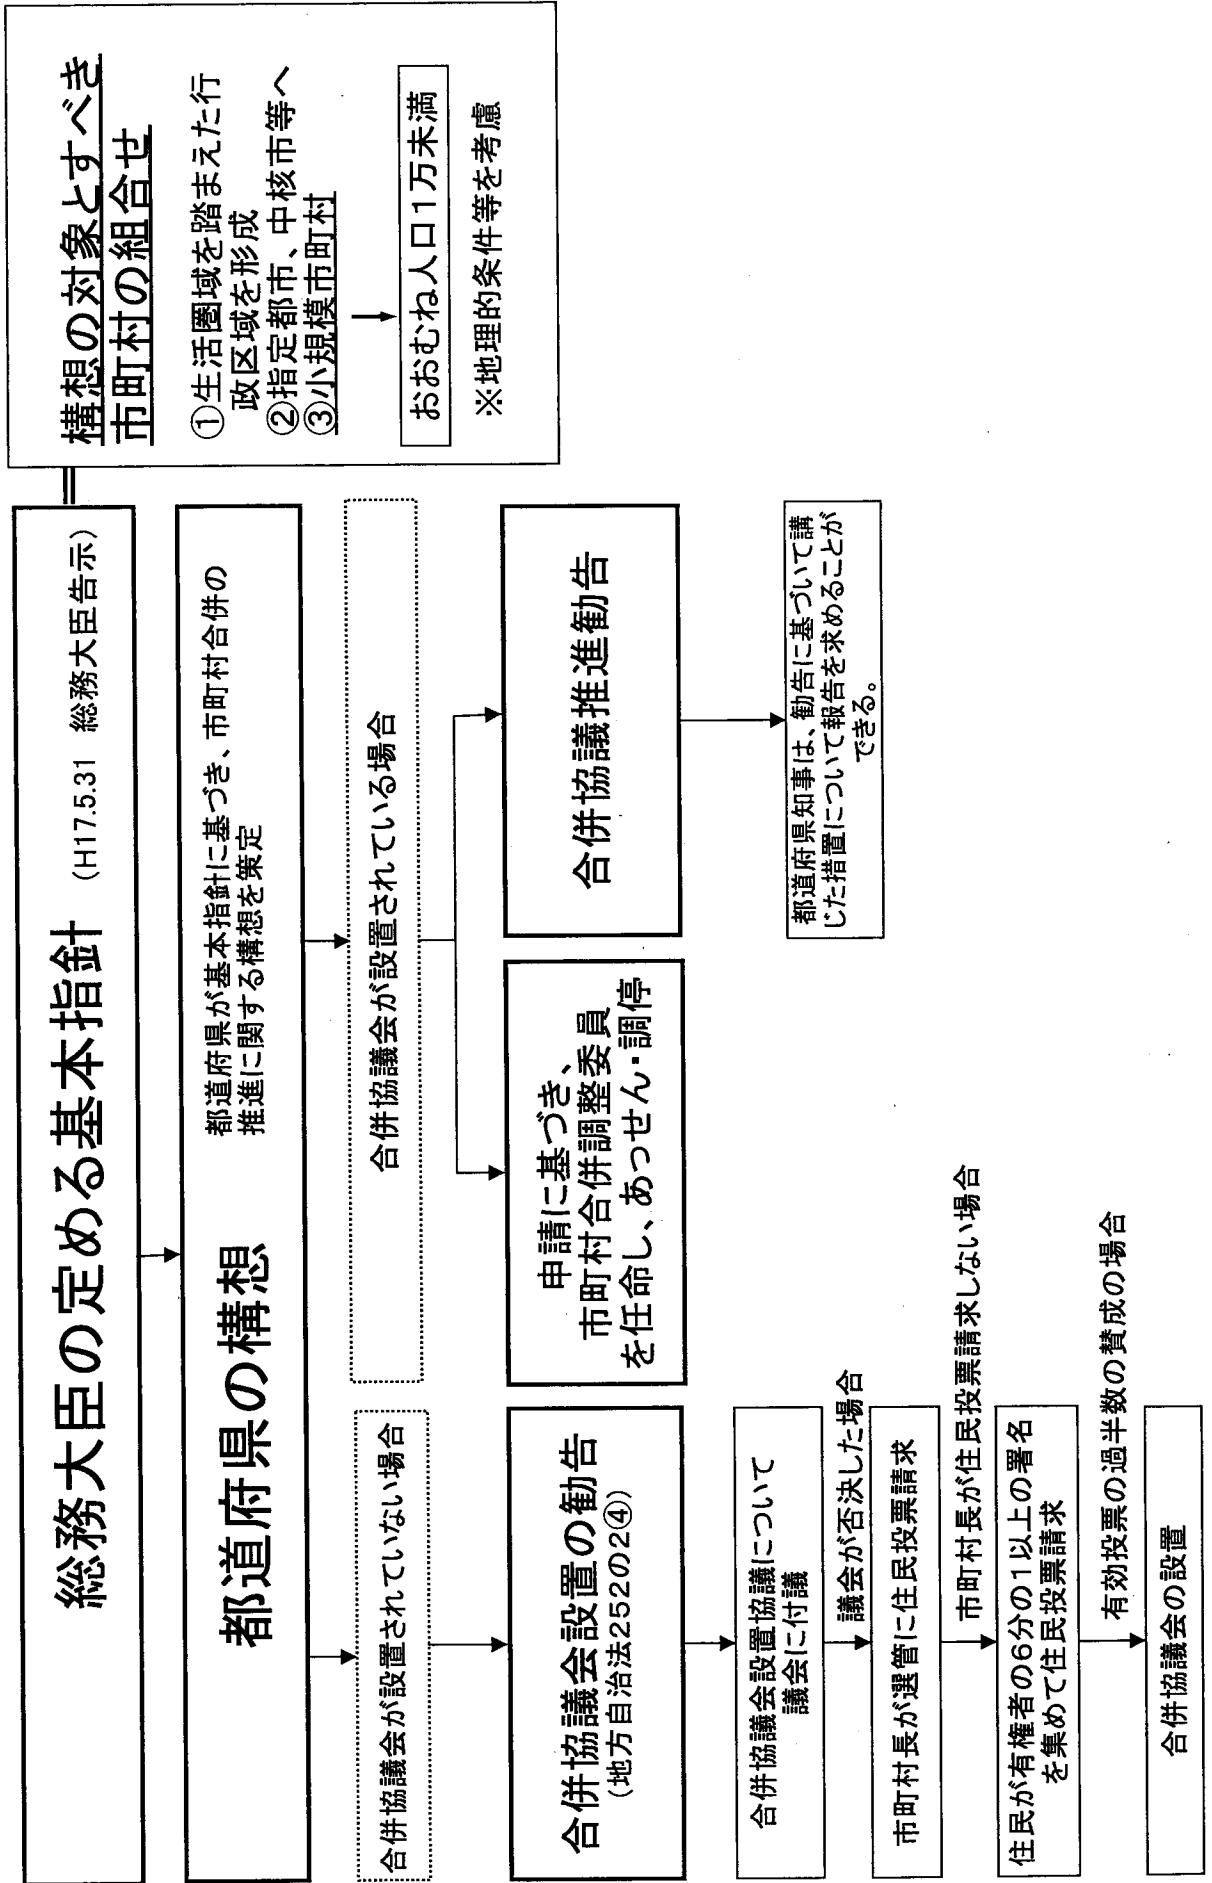 総務大臣の定める基本指針 (H17.5.31 総務大臣告示)
構想の対象とすべき
市町村の組合せ
①生活圏域を踏まえた行
政区域を形成
②指定都市、中核市等へ
③小規模市町村
おおむね人口1万未満
※地理的条件等を考慮
都道府県の構想
都道府県が基本指針に基づき、市町村合併の
推進に関する構想を策定
合併協議会が設置されていない場合
合併協議会が設置されている場合
合併協議会設置の勧告
(地方自治法252の2④)
申請に基づき、
市町村合併調整委員
を任命し、あっせん・調停
合併協議推進勧告
合併協議会設置協議について
議会に付議
議会が否決した場合
市町村長が選管に住民投票請求
市町村長が住民投票請求しない場合
住民が有権者の6分の1以上の署名
を集めて住民投票請求
有効投票の過半数の賛成の場合
合併協議会の設置
都道府県知事は、勧告に基づいて講
じた措置について報告を求めることが
できる。